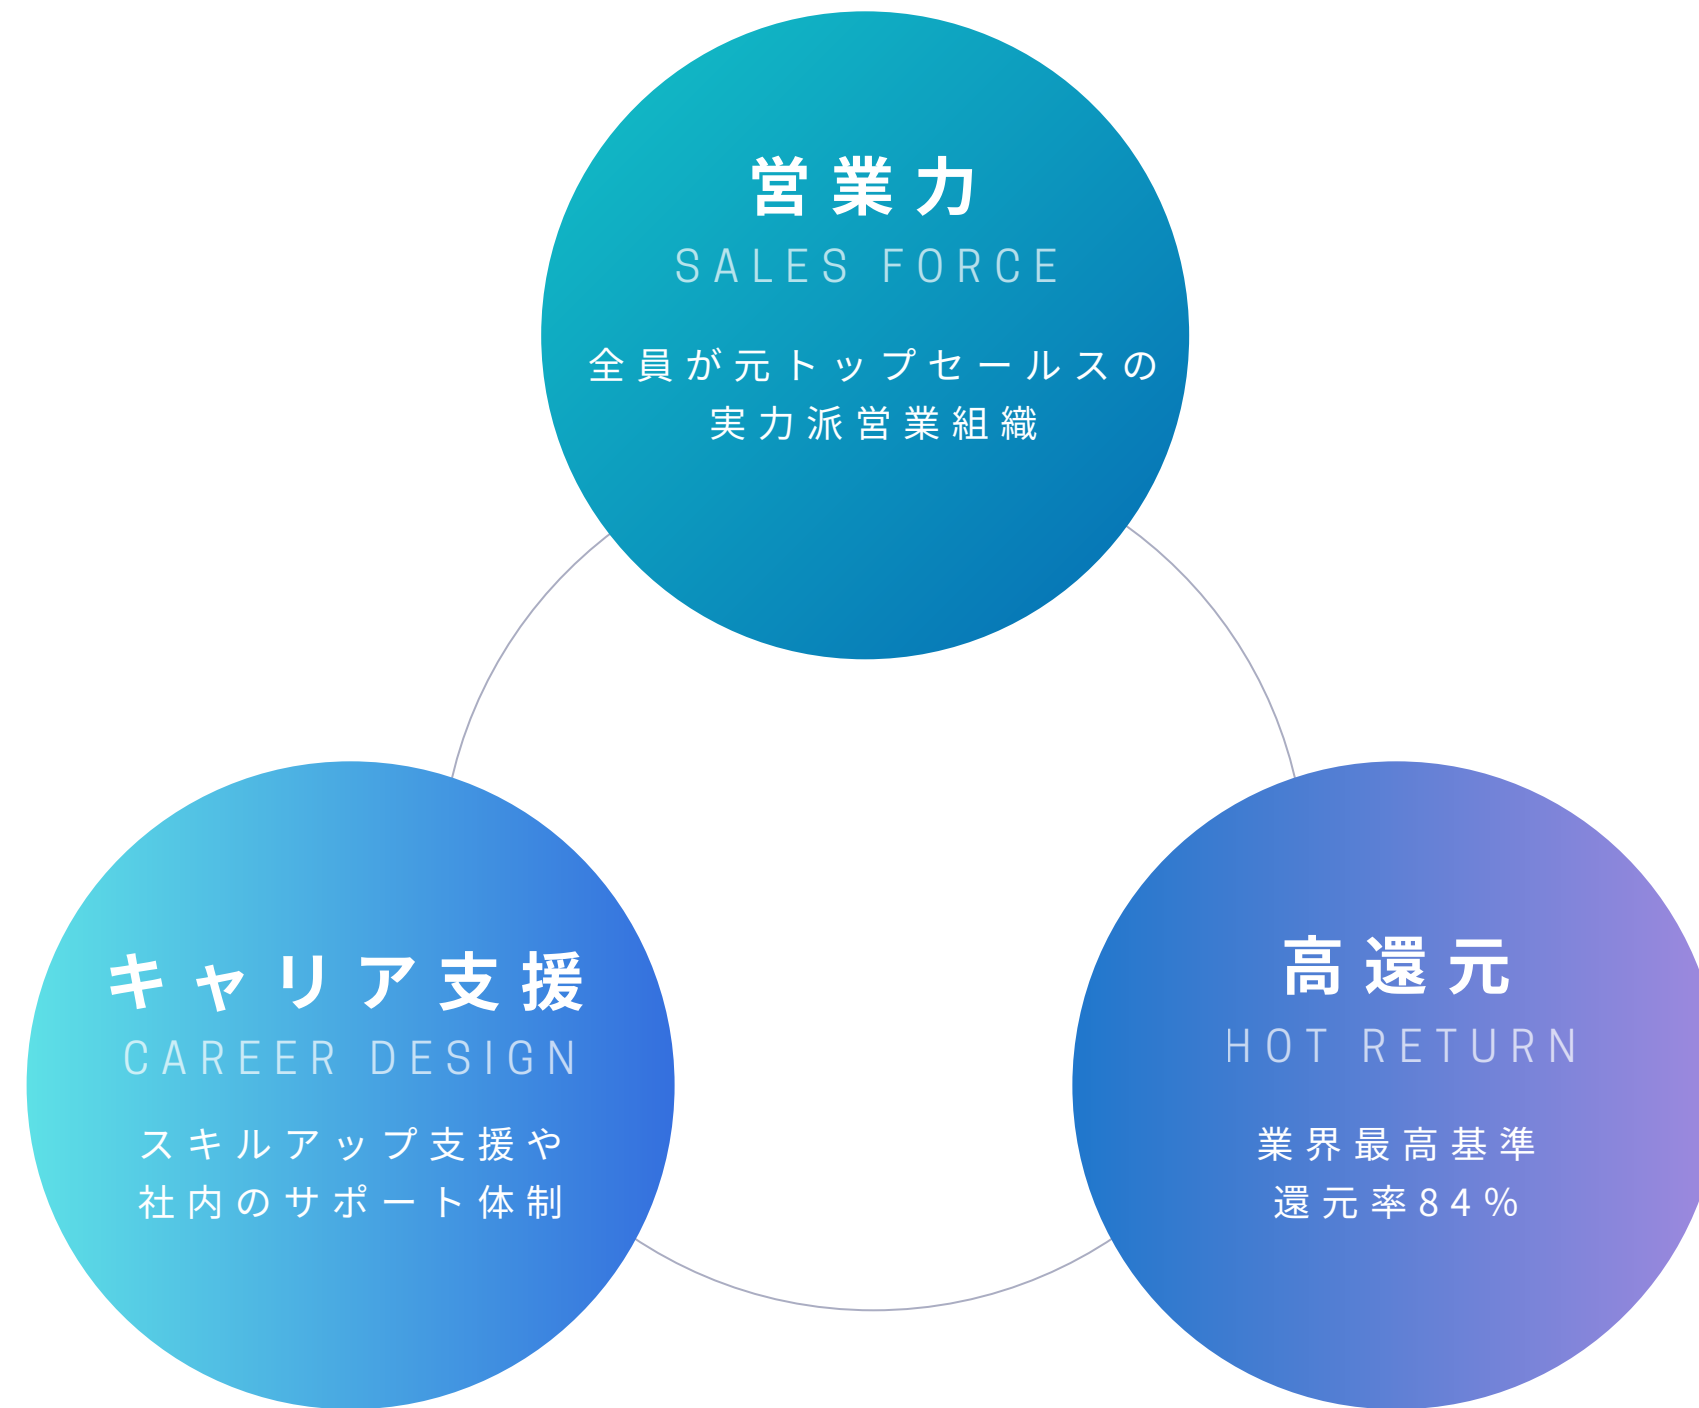 営業力
SALES FORCE
全員が元トップセールスの
実力派営業組織
キャリア支援
CAREER DESIGN
スキルアップ支援や
社内のサポート体制
高還元
HOT RETURN
業界最高基準
還元率84%